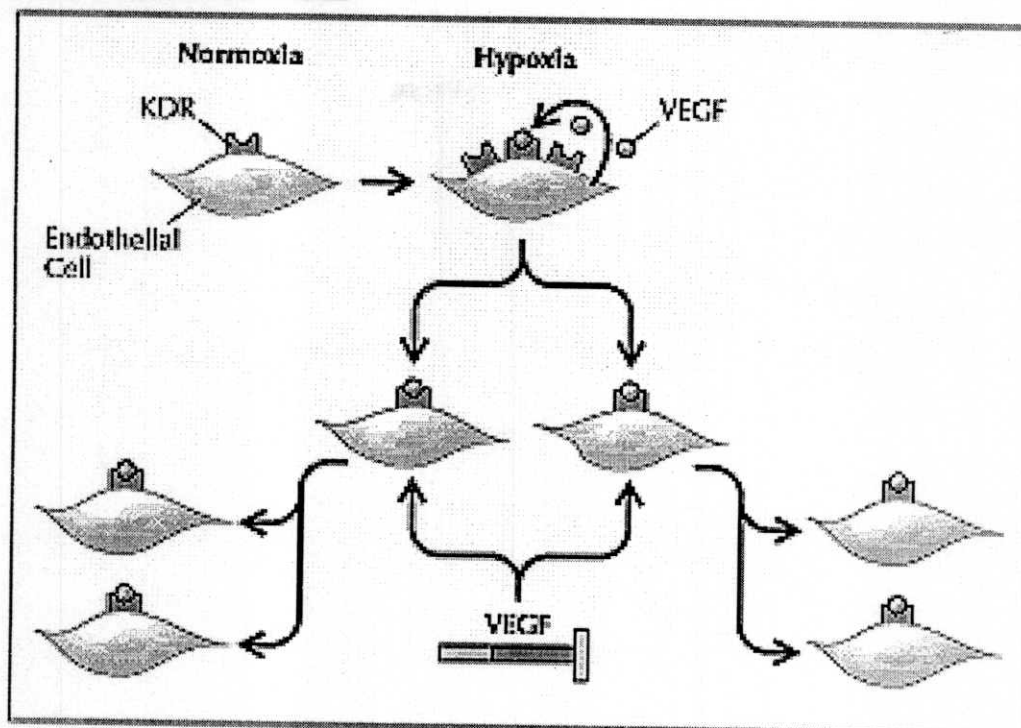 Normoxia
Hypoxia
KDR
VEGF
Endothelial
Cell
VEGF